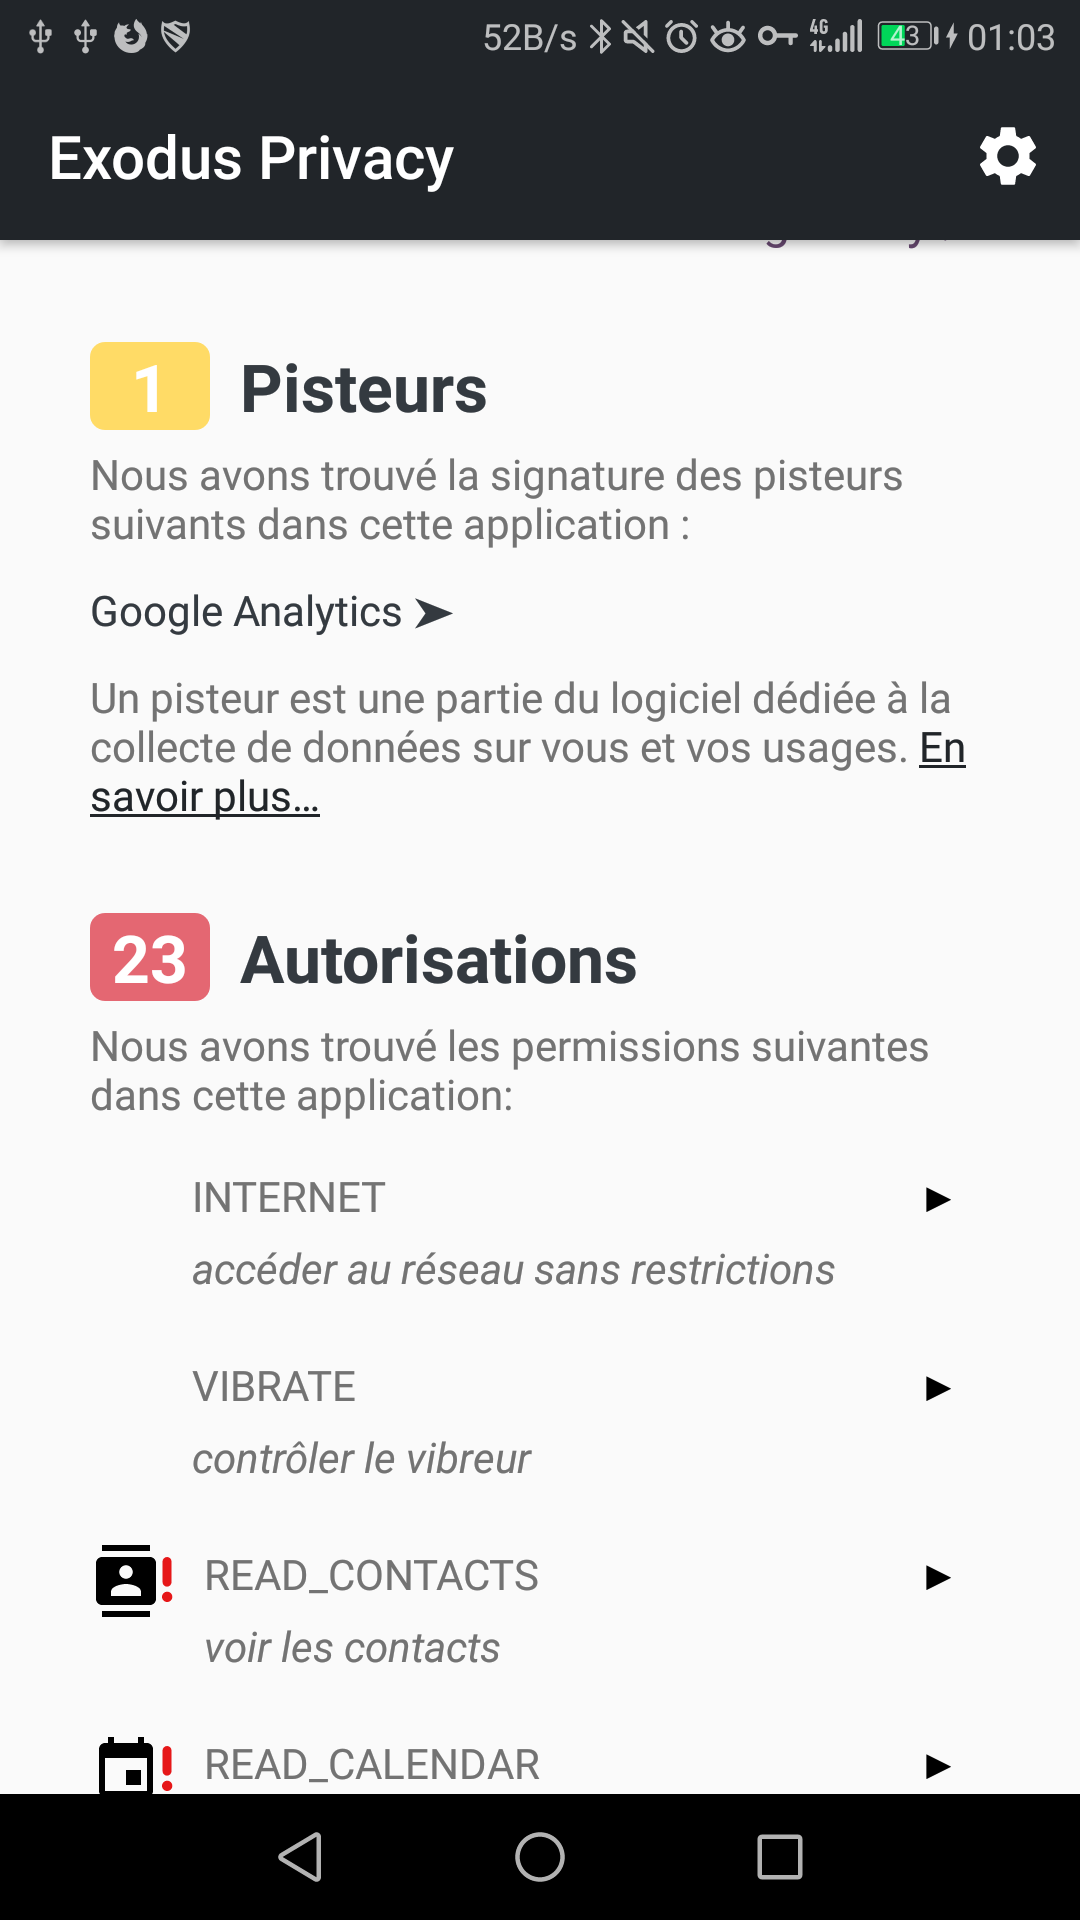 52B/s 4G 43 01:03
Exodus Privacy
1 Pisteurs
Nous avons trouvé la signature des pisteurs
suivants dans cette application :
Google Analytics ➤
Un pisteur est une partie du logiciel dédiée à la
collecte de données sur vous et vos usages. En
savoir plus...
23 Autorisations
Nous avons trouvé les permissions suivantes
dans cette application:
INTERNET
accéder au réseau sans restrictions
VIBRATE
contrôler le vibreur
READ_CONTACTS
voir les contacts
READ_CALENDAR